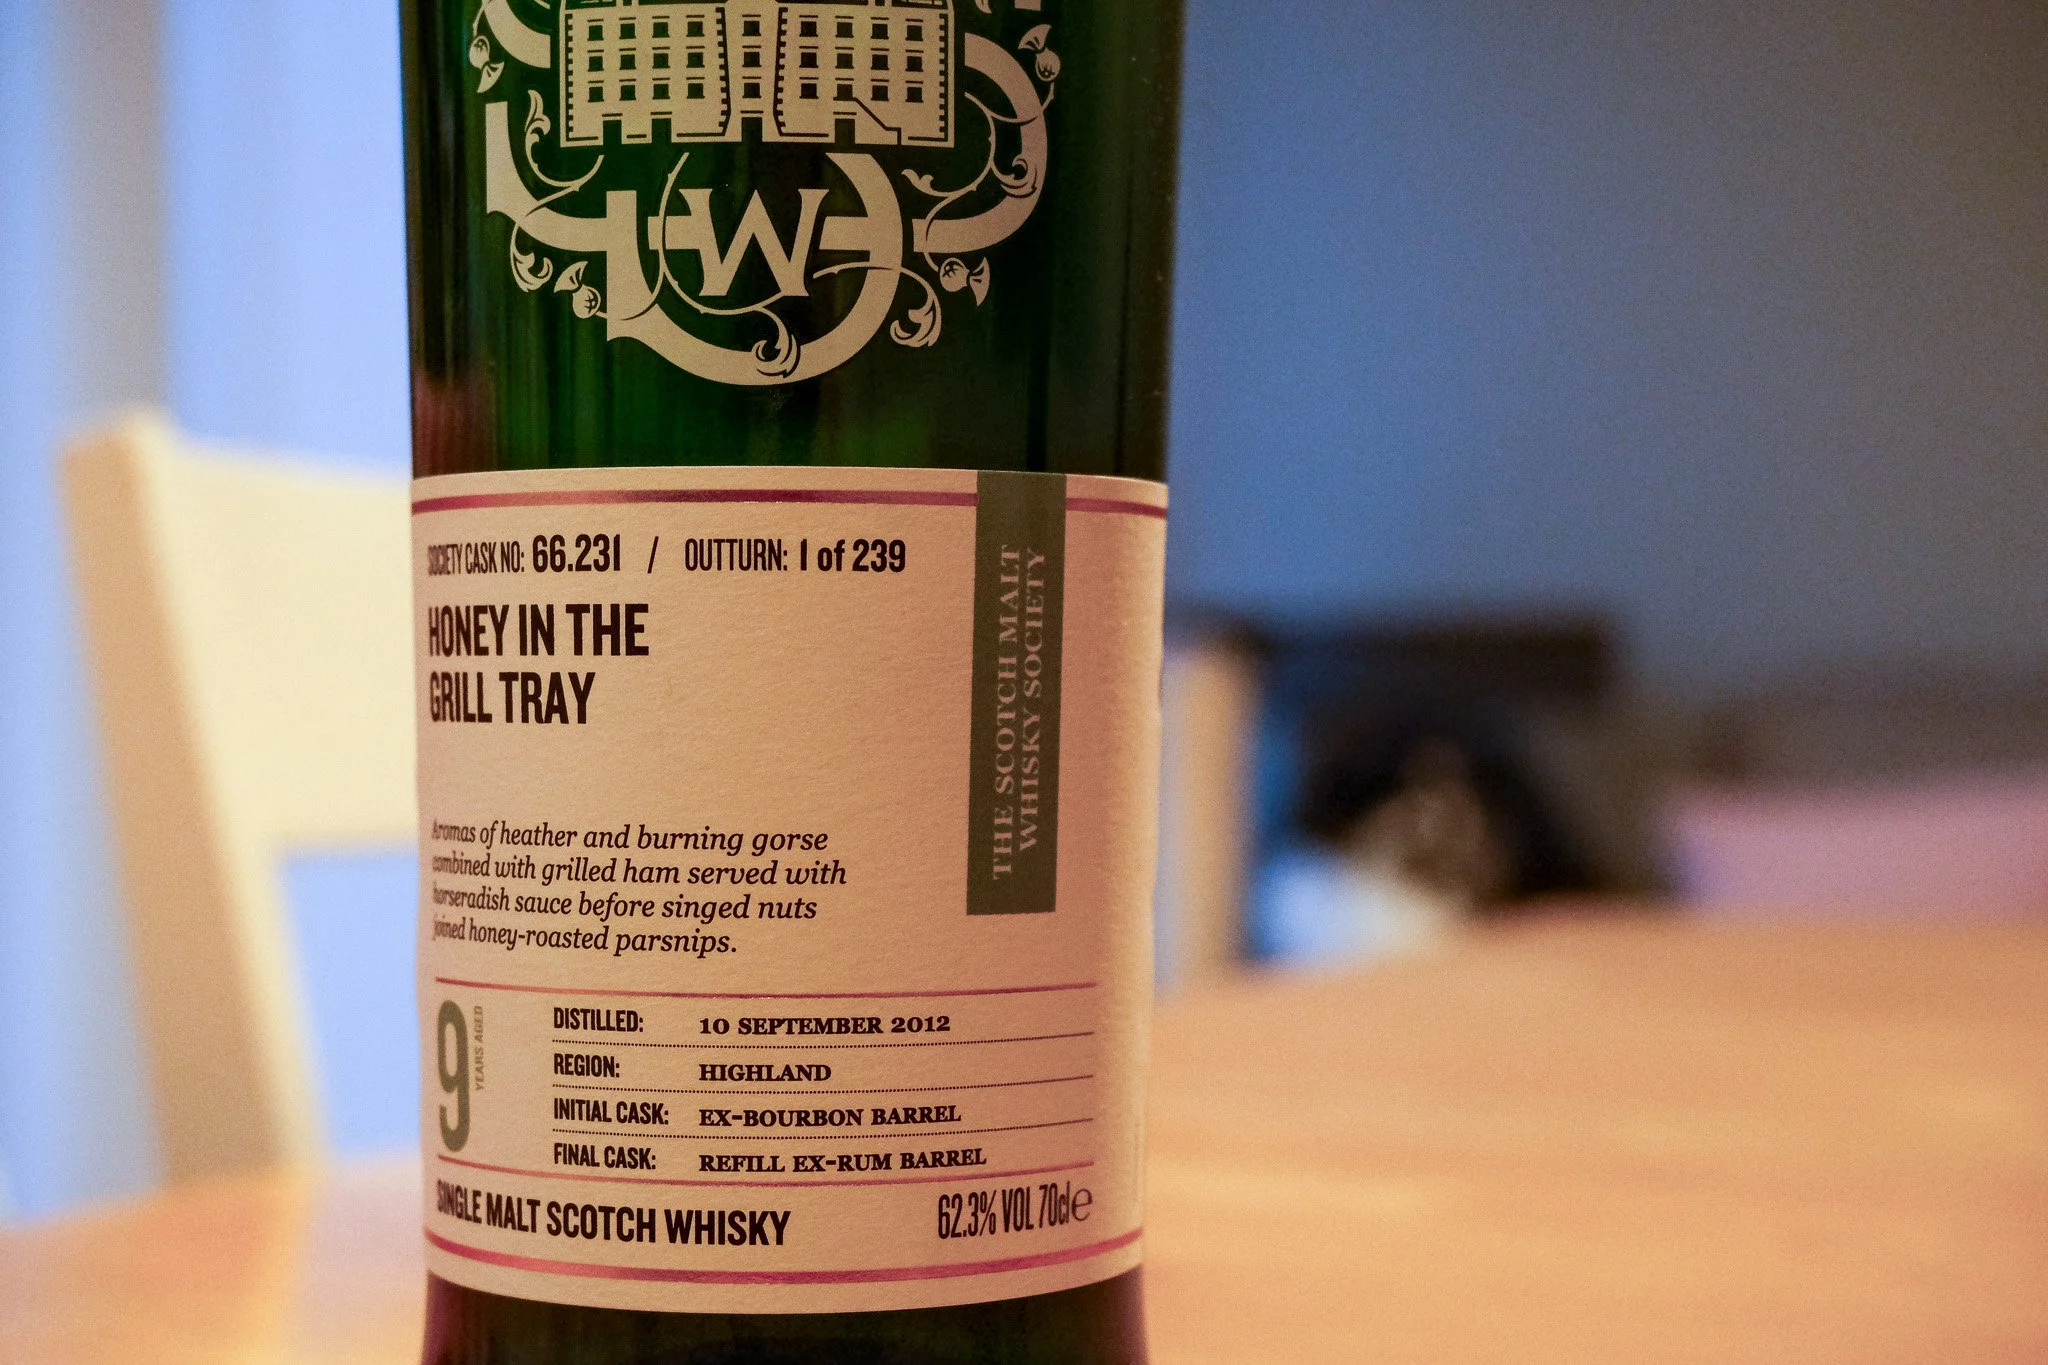 W
SOCIETY CASK NO: 66.231 / OUTTURN: 1 of 239
HONEY IN THE
GRILL TRAY
THE SCOTCH MALT
WHISKY SOCIETY
Aromas of heather and burning gorse
combined with grilled ham served with
horseradish sauce before singed nuts
joined honey-roasted parsnips.
9 YEARS AGED
DISTILLED: 10 SEPTEMBER 2012
REGION: HIGHLAND
INITIAL CASK: EX-BOURBON BARREL
FINAL CASK: REFILL EX-RUM BARREL
SINGLE MALT SCOTCH WHISKY 62.3% VOL 70cl e